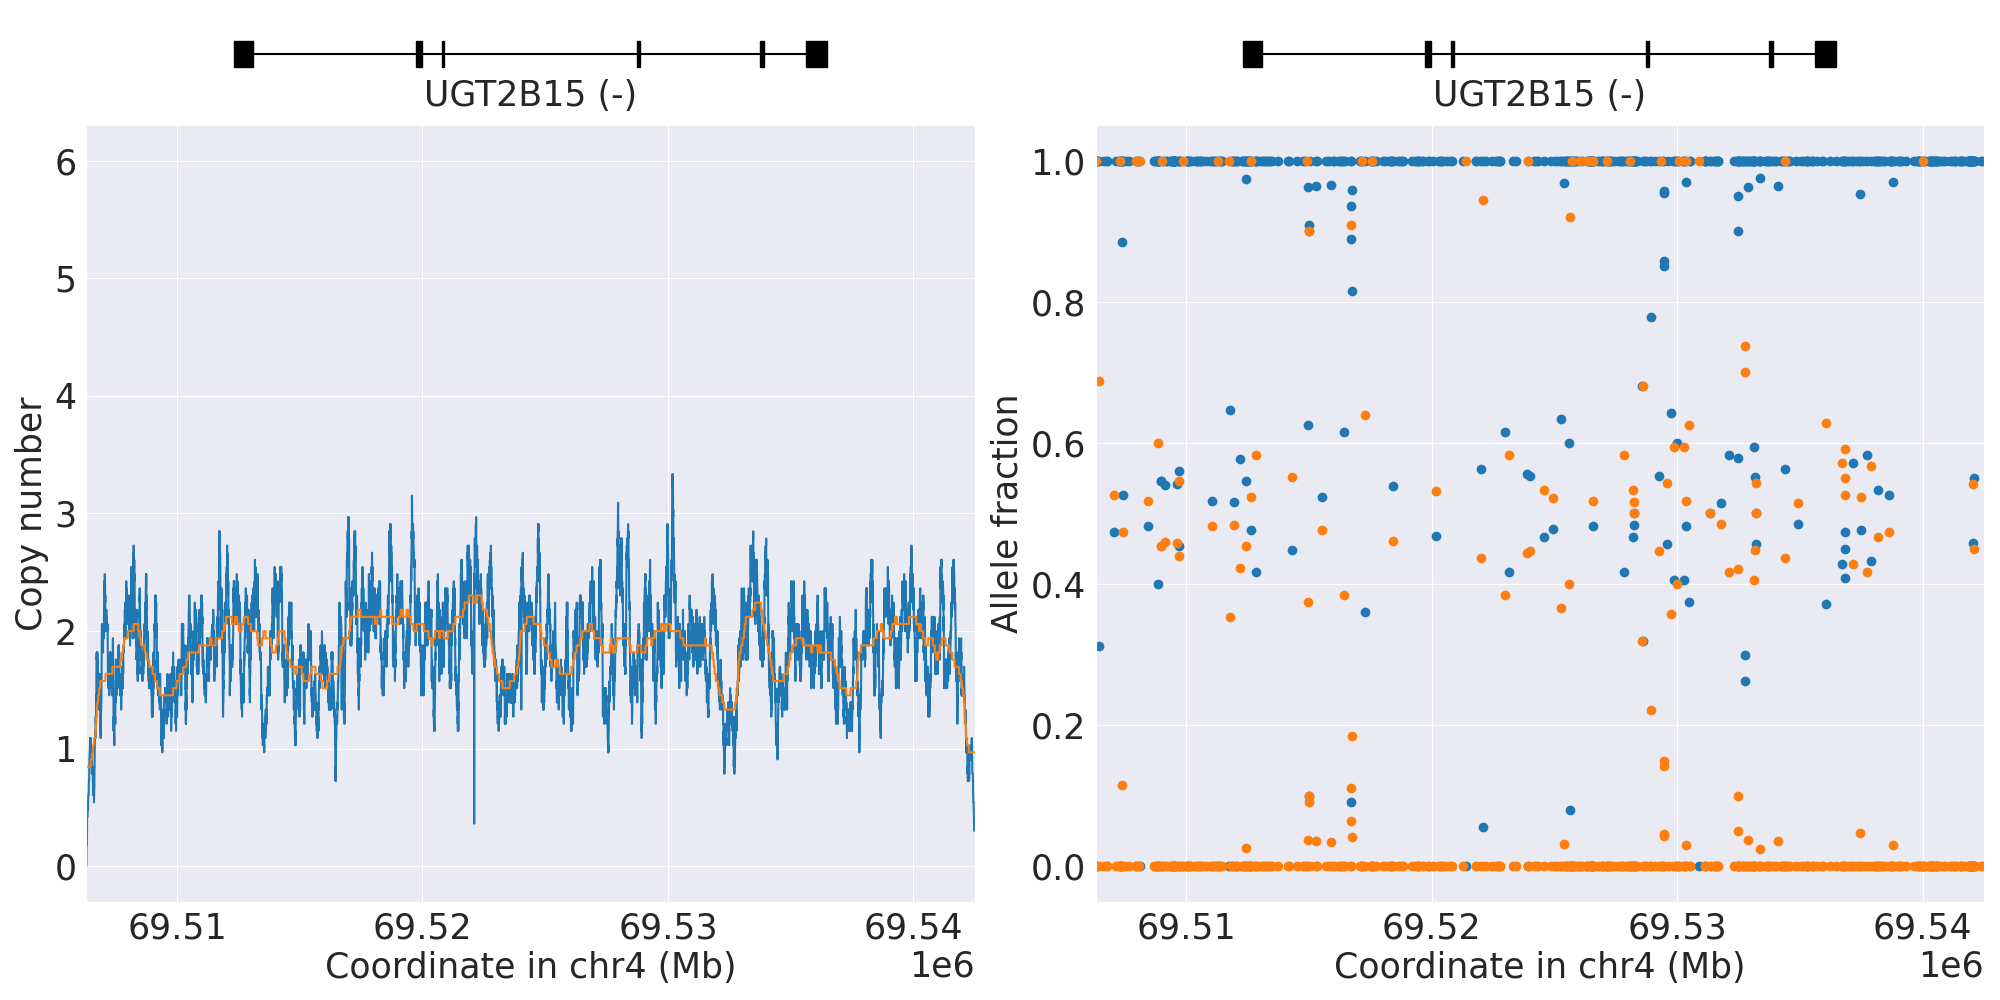 UGT2B15 (-)
6
5
4
3
2
1
0
Copy number
69.51 69.52 69.53 69.54
Coordinate in chr4 (Mb) 1e6
UGT2B15 (-)
1.0
0.8
0.6
0.4
0.2
0.0
Allele fraction
69.51 69.52 69.53 69.54
Coordinate in chr4 (Mb) 1e6